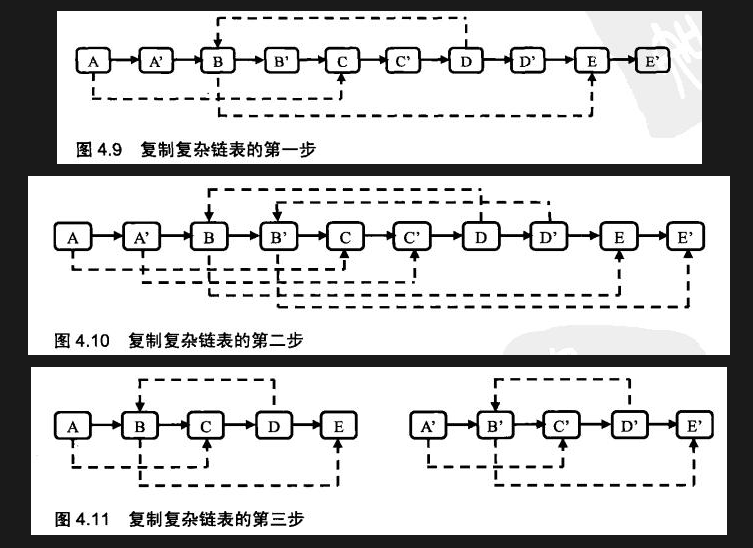 A A' B B' C C' D D' E E'
图 4.9 复制复杂链表的第一步
A A' B B' C C' D D' E E'
图 4.10 复制复杂链表的第二步
A B C D E A' B' C' D' E'
图 4.11 复制复杂链表的第三步